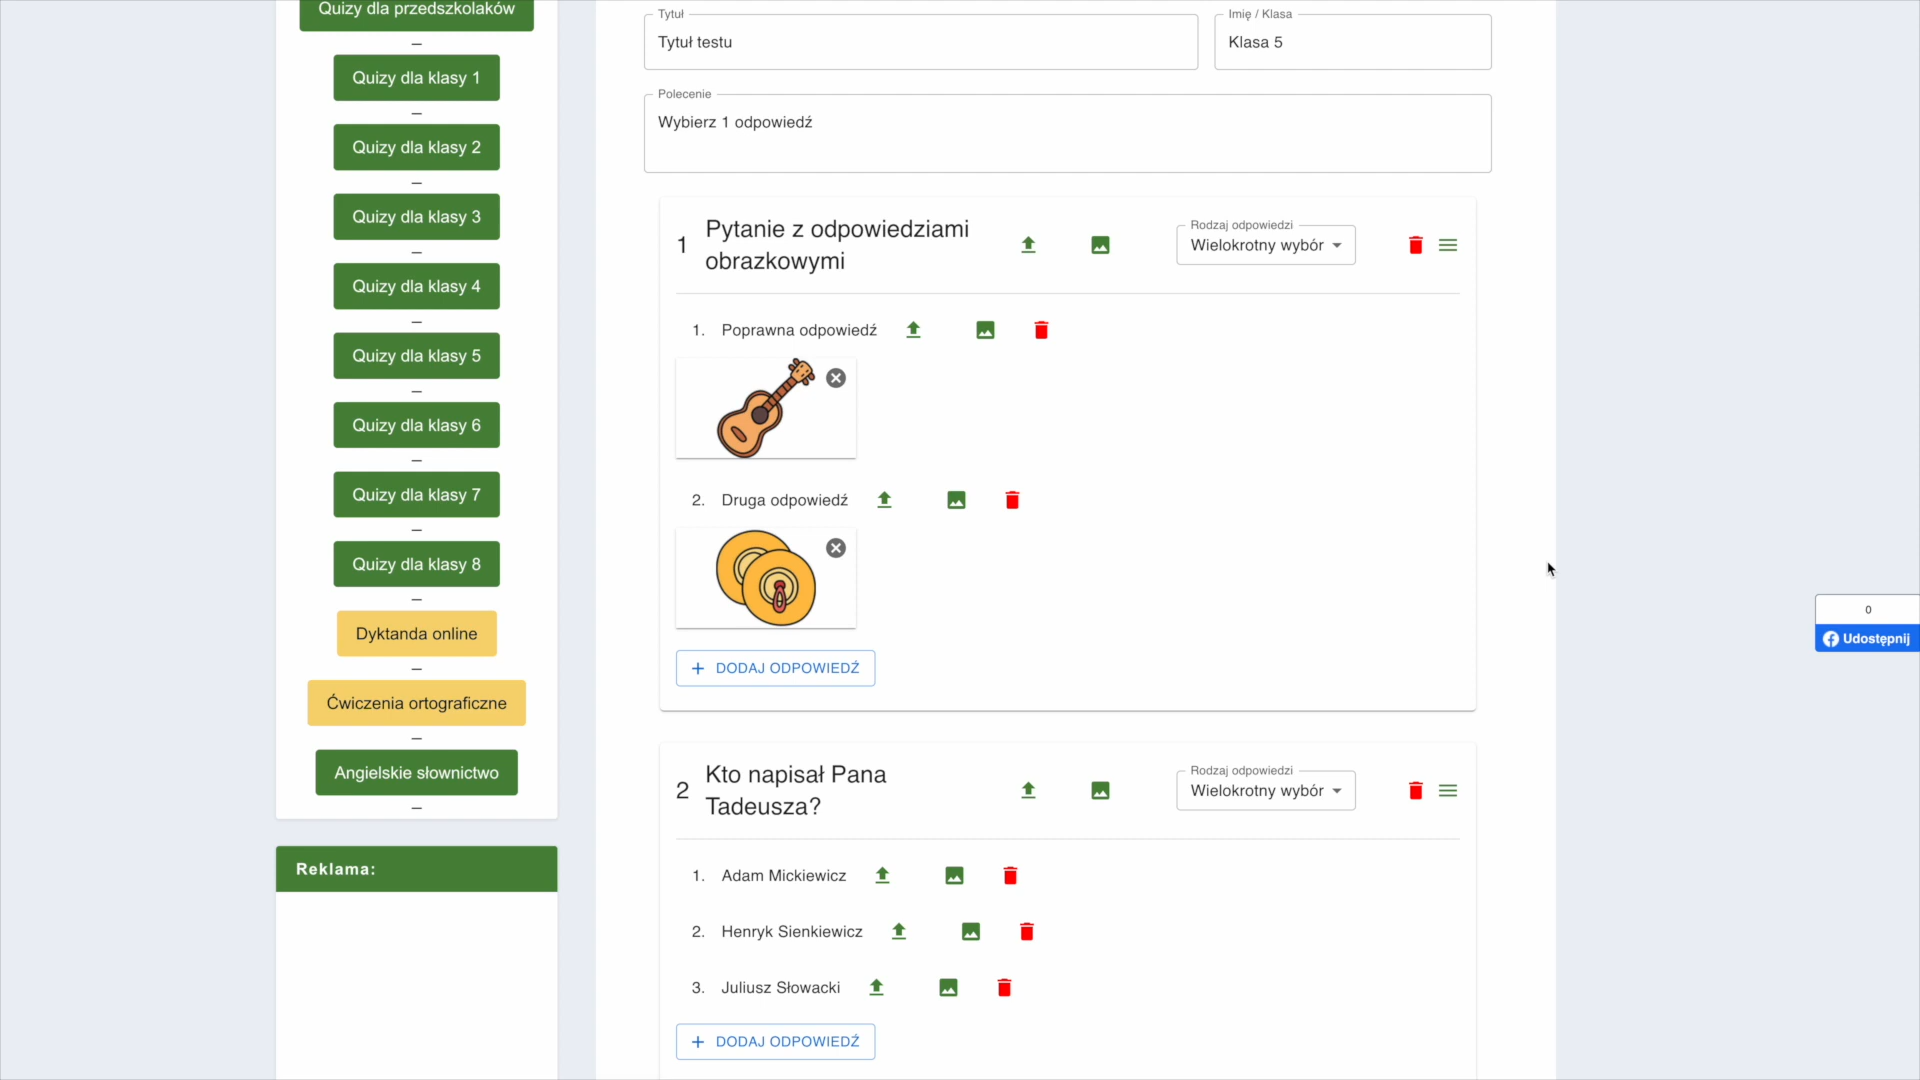 Quizy dla przedszkolaków
–
Quizy dla klasy 1
–
Quizy dla klasy 2
–
Quizy dla klasy 3
–
Quizy dla klasy 4
–
Quizy dla klasy 5
–
Quizy dla klasy 6
–
Quizy dla klasy 7
–
Quizy dla klasy 8
–
Dyktanda online
–
Ćwiczenia ortograficzne
–
Angielskie słownictwo
–
Reklama:
Tytuł
Tytuł testu
Imię / Klasa
Klasa 5
Polecenie
Wybierz 1 odpowiedź
1
Pytanie z odpowiedziami
obrazkowymi
Rodzaj odpowiedzi
Wielokrotny wybór
1. Poprawna odpowiedź
2. Druga odpowiedź
+ DODAJ ODPOWIEDŹ
2
Kto napisał Pana
Tadeusza?
Rodzaj odpowiedzi
Wielokrotny wybór
1. Adam Mickiewicz
2. Henryk Sienkiewicz
3. Juliusz Słowacki
+ DODAJ ODPOWIEDŹ
0
Udostępnij